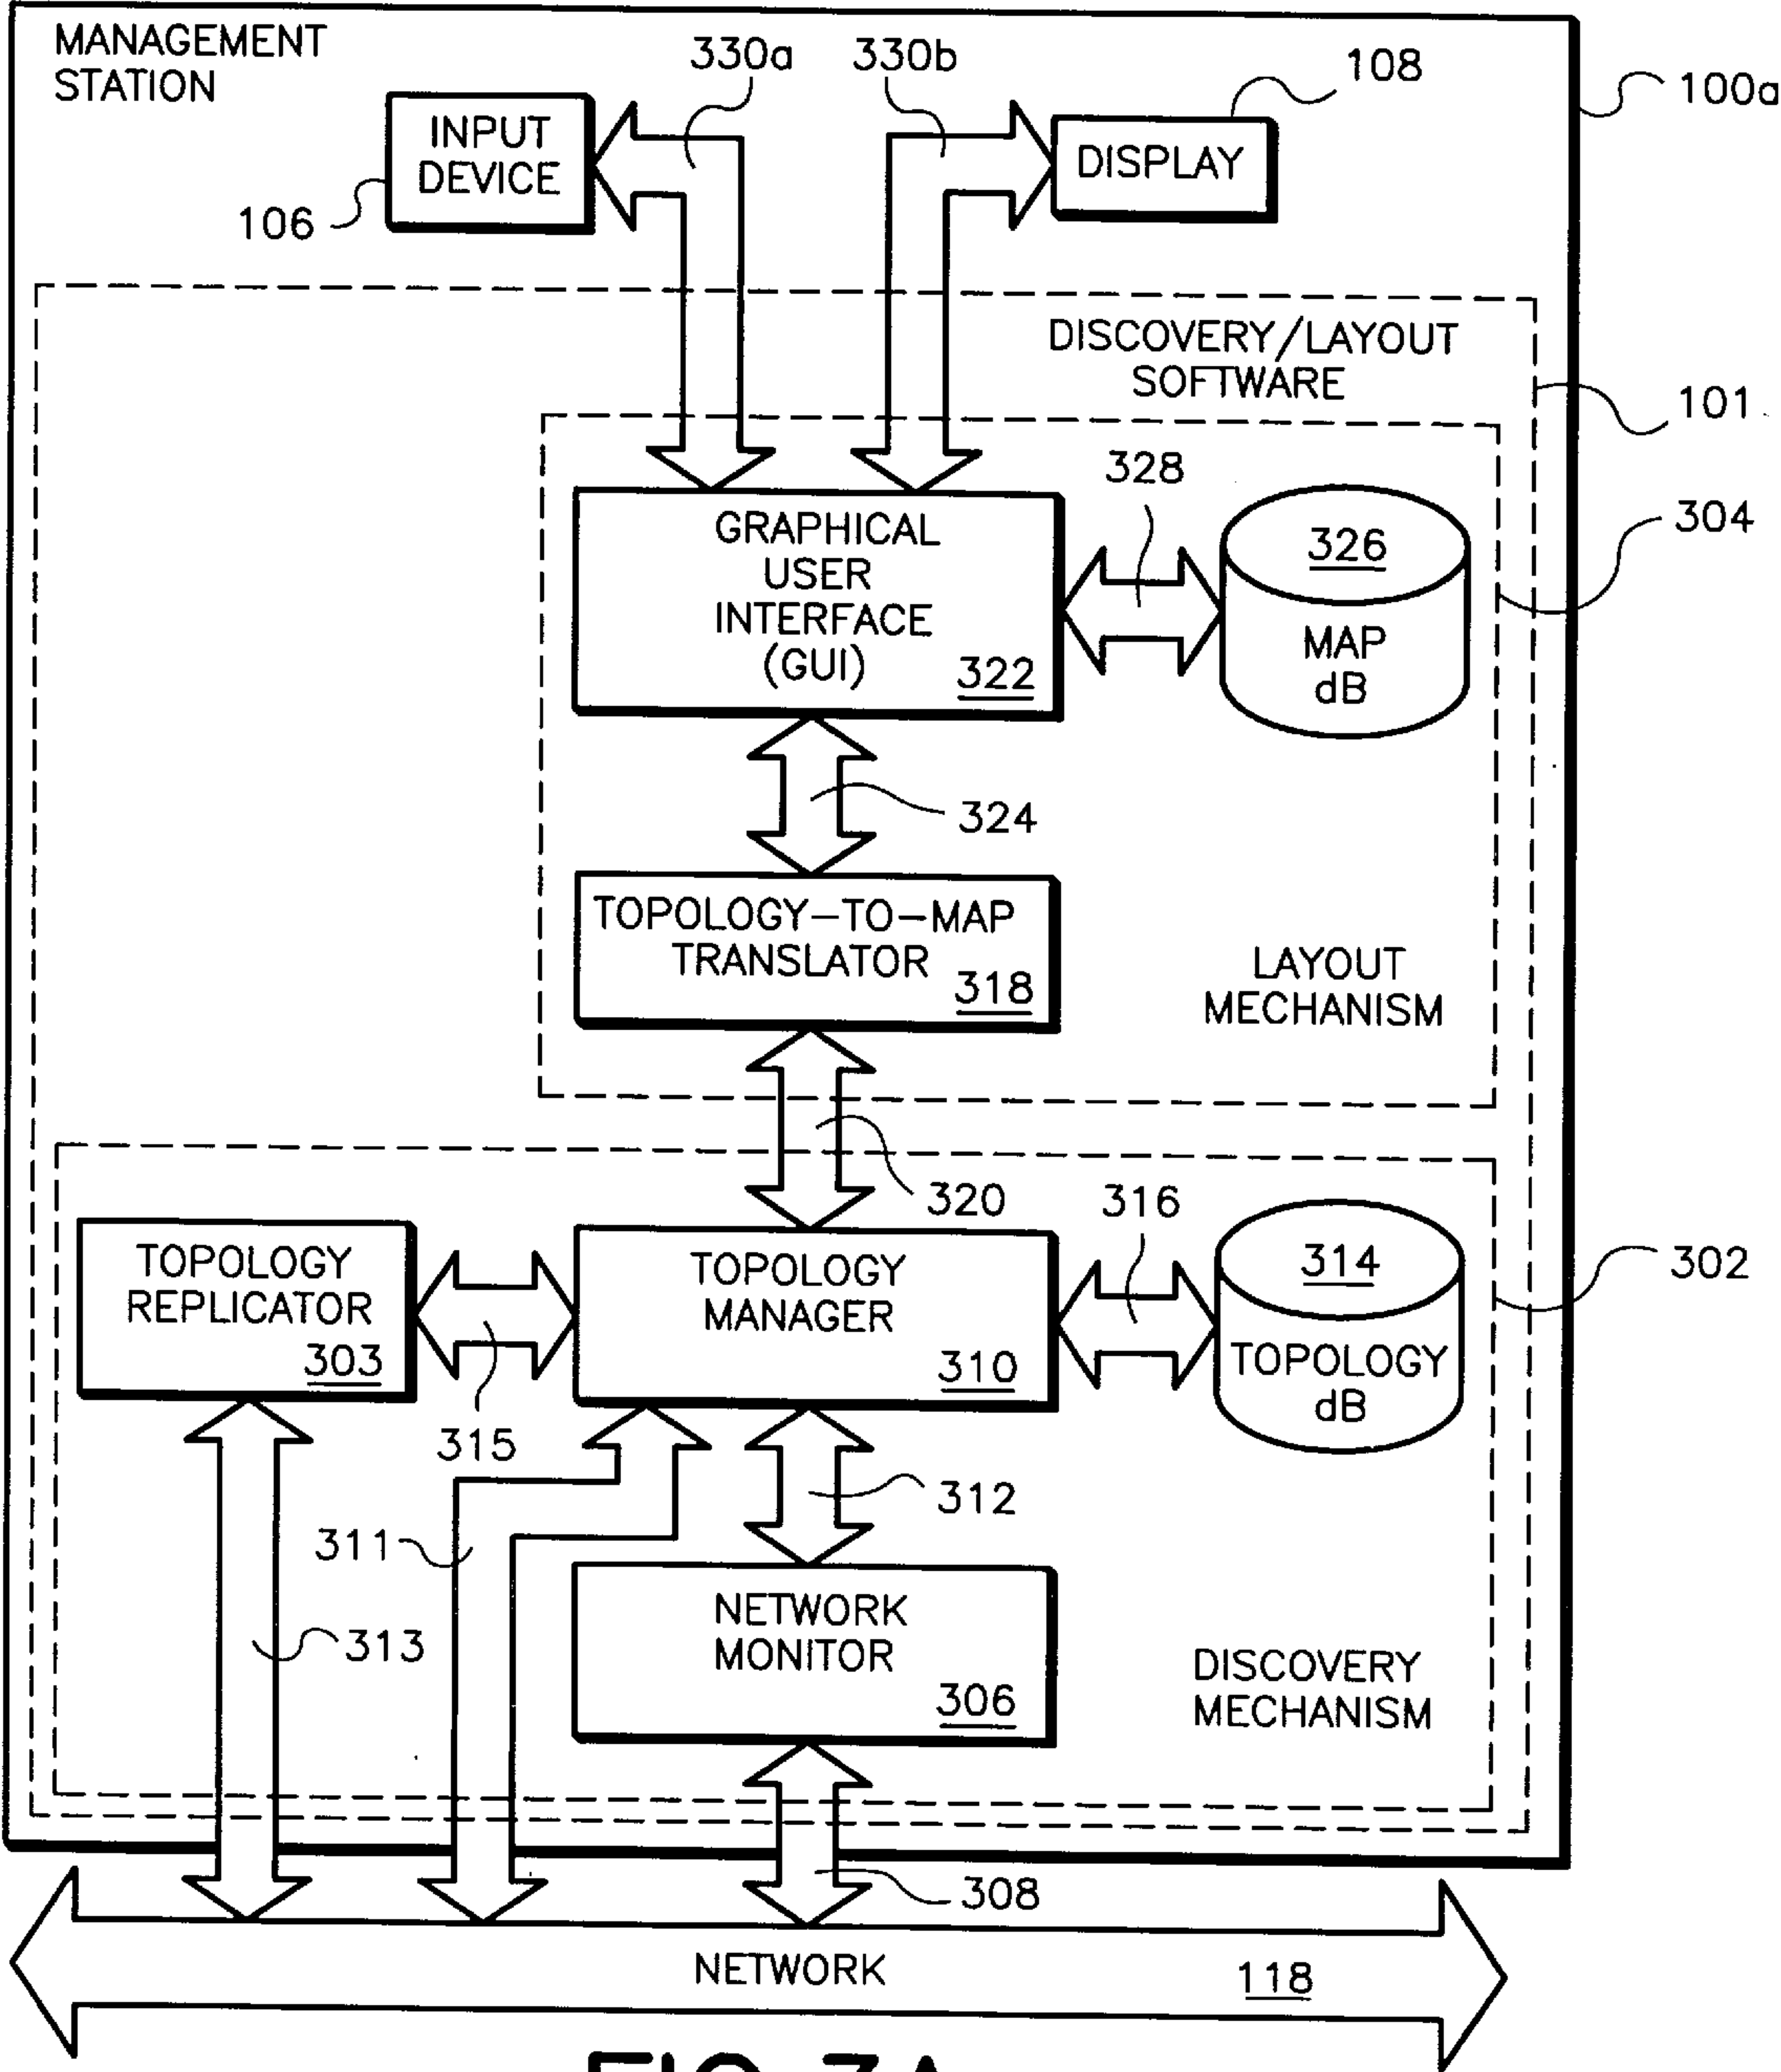 MANAGEMENT
STATION
330a
330b
108
100a
INPUT
DEVICE
DISPLAY
106
DISCOVERY/LAYOUT
SOFTWARE
101
328
304
GRAPHICAL
USER
INTERFACE
(GUI)
322
326
MAP
dB
324
TOPOLOGY-TO-MAP
TRANSLATOR
318
LAYOUT
MECHANISM
320
316
302
TOPOLOGY
REPLICATOR
303
TOPOLOGY
MANAGER
310
314
TOPOLOGY
dB
315
312
311
313
NETWORK
MONITOR
306
DISCOVERY
MECHANISM
308
NETWORK
118
FIG 3A